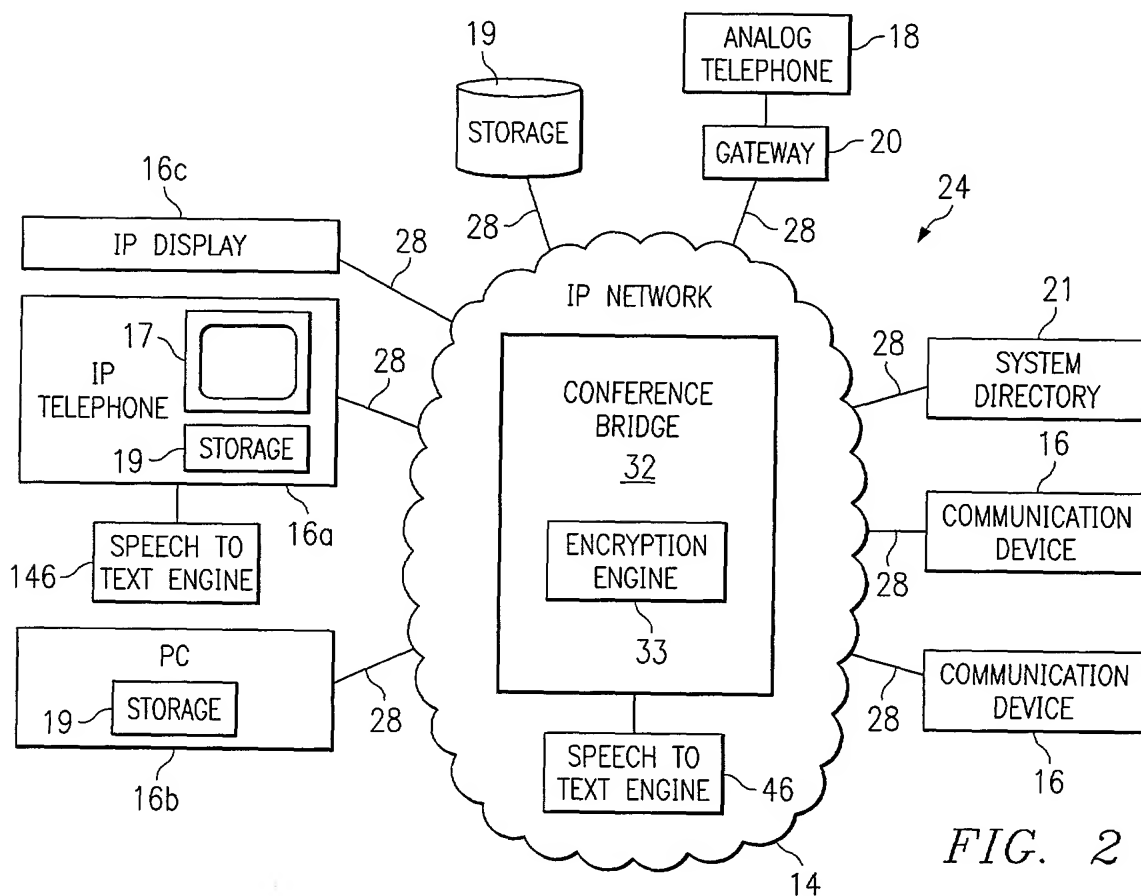 19
STORAGE
ANALOG
TELEPHONE
18
GATEWAY
20
28
28
24
16c
IP DISPLAY
28
IP NETWORK
17
IP
TELEPHONE
19
STORAGE
28
16a
146
SPEECH TO
TEXT ENGINE
PC
19
STORAGE
28
16b
CONFERENCE
BRIDGE
32
ENCRYPTION
ENGINE
33
SPEECH TO
TEXT ENGINE
46
14
21
28
SYSTEM
DIRECTORY
16
COMMUNICATION
DEVICE
28
COMMUNICATION
DEVICE
28
16
FIG. 2